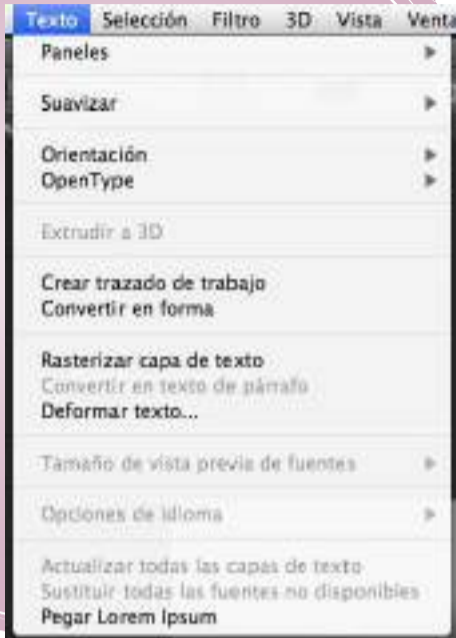 Texto Selección Filtro 3D Vista Venta
Paneles
Suavizar
Orientación
OpenType
Extrudir a 3D
Crear trazado de trabajo
Convertir en forma
Rasterizar capa de texto
Convertir en texto de párrafo
Deformar texto...
Tamaño de vista previa de fuentes
Opciones de idioma
Actualizar todas las capas de texto
Sustituir todas las fuentes no disponibles
Pegar Lorem Ipsum